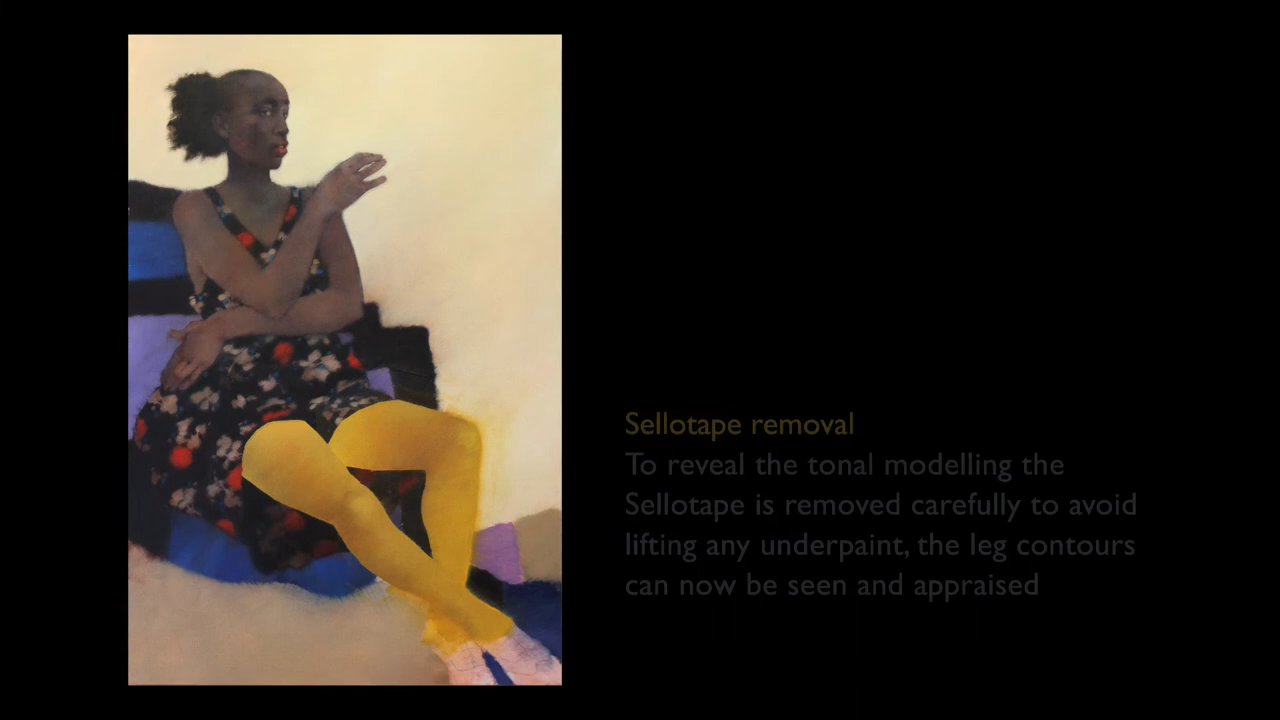 Sellotape removal
To reveal the tonal modelling the
Sellotape is removed carefully to avoid
lifting any underpaint, the leg contours
can now be seen and appraised